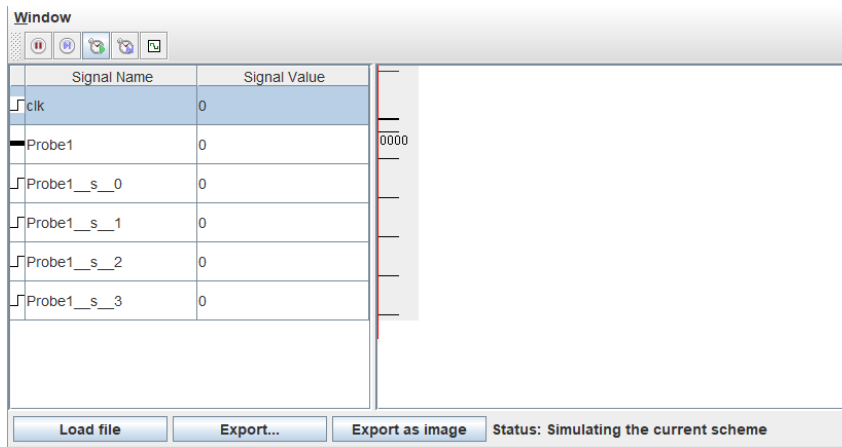 Window
Signal Name Signal Value
clk 0
Probe1 0 0000
Probe1__s__0 0
Probe1__s__1 0
Probe1__s__2 0
Probe1__s__3 0
Load file Export... Export as image Status: Simulating the current scheme